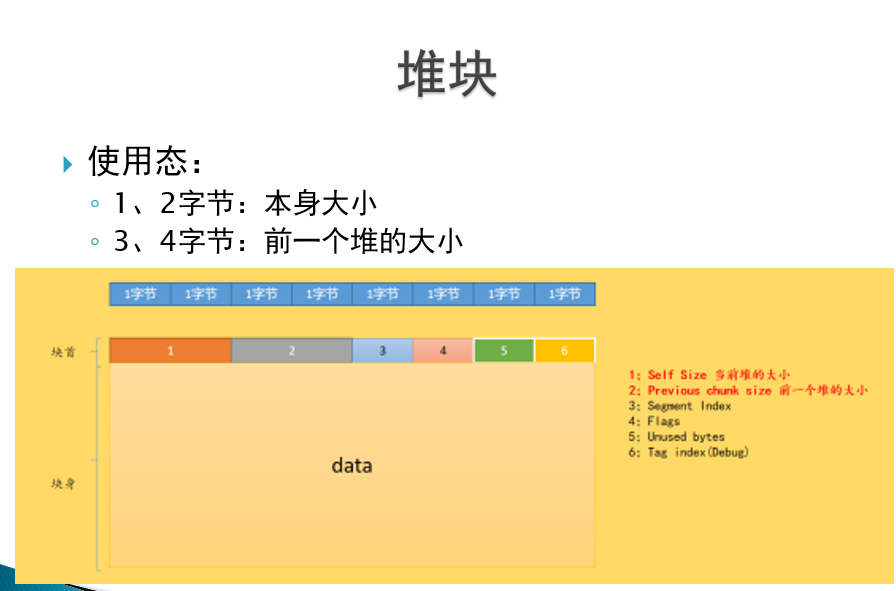 堆块
使用态：
1、2字节：本身大小
3、4字节：前一个堆的大小
1字节 1字节 1字节 1字节 1字节 1字节 1字节 1字节
块首 1 2 3 4 5 6
1: Self Size 当前堆的大小
2: Previous chunk size 前一个堆的大小
3: Segment Index
4: Flags
5: Unused bytes
6: Tag index(Debug)
data
块身